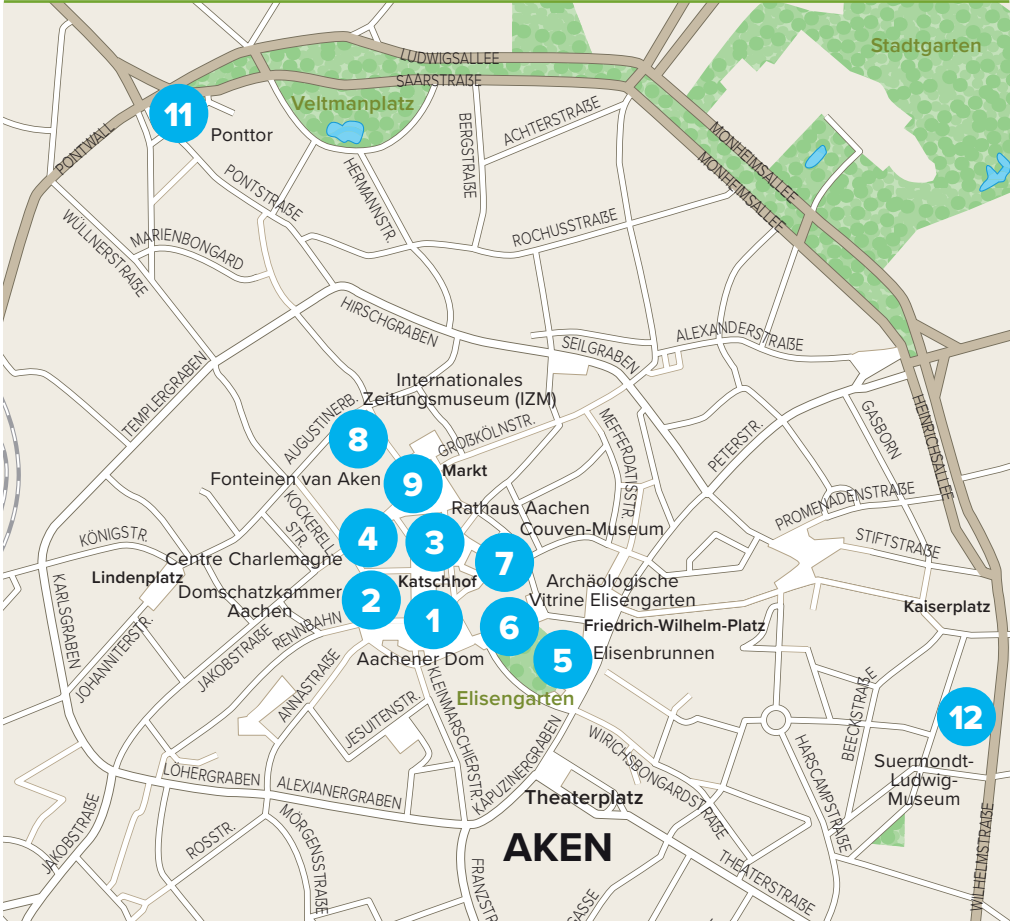 LUDWIGSALLEE
Stadtgarten
SAARSTRAßE
Veltmanplatz
11
Ponttor
PONTWALL
BERGSTRAßE
ACHTERSTRAßE
MONHEIMSALLEE
MONHEIMSALLEE
HERMANNSTR.
PONTSTRAßE
WÜLLNERSTRAßE
MARIENBONGARD
ROCHUSSTRAßE
HIRSCHGRABEN
SEILGRABEN
ALEXANDERSTRAßE
TEMPLERGRABEN
Internationales
Zeitungsmuseum (IZM)
AUGUSTINERB.
8
GROßKÖLNSTR.
MEFFERDATISSTR.
PETERSTR.
GASBORN
HEINRICHSALLEE
Fonteinen van Aken
9
Markt
KOCKERELL
STR.
Rathaus Aachen
PROMENADENSTRAßE
KÖNIGSTR.
4
3
Couven-Museum
STIFTSTRAßE
Centre Charlemagne
7
Lindenplatz
Katschhof
Archäologische
Vitrine Elisengarten
Domschatzkammer
Aachen
2
1
6
Friedrich-Wilhelm-Platz
Kaiserplatz
KARLSGRABEN
JOHANNITERSTR.
JAKOBSTRAßE
RENNBAHN
Aachener Dom
5
Elisenbrunnen
ANNASTRAßE
KLEINMARSCHIERSTR.
Elisengarten
BEECKSTRAßE
12
JESUITENSTR.
KAPUZINERGRABEN
WIRICHSBONGARDSTRAßE
HARSCAMPSTRAßE
Suermondt-
Ludwig-
Museum
LÖHERGRABEN
ALEXIANERGRABEN
Theaterplatz
JAKOBSTRAßE
ROSSTR.
MÖRGENSSTRAßE
AKEN
THEATERSTRAßE
WILHELMSTRAßE
FRANZSTR
GASSE